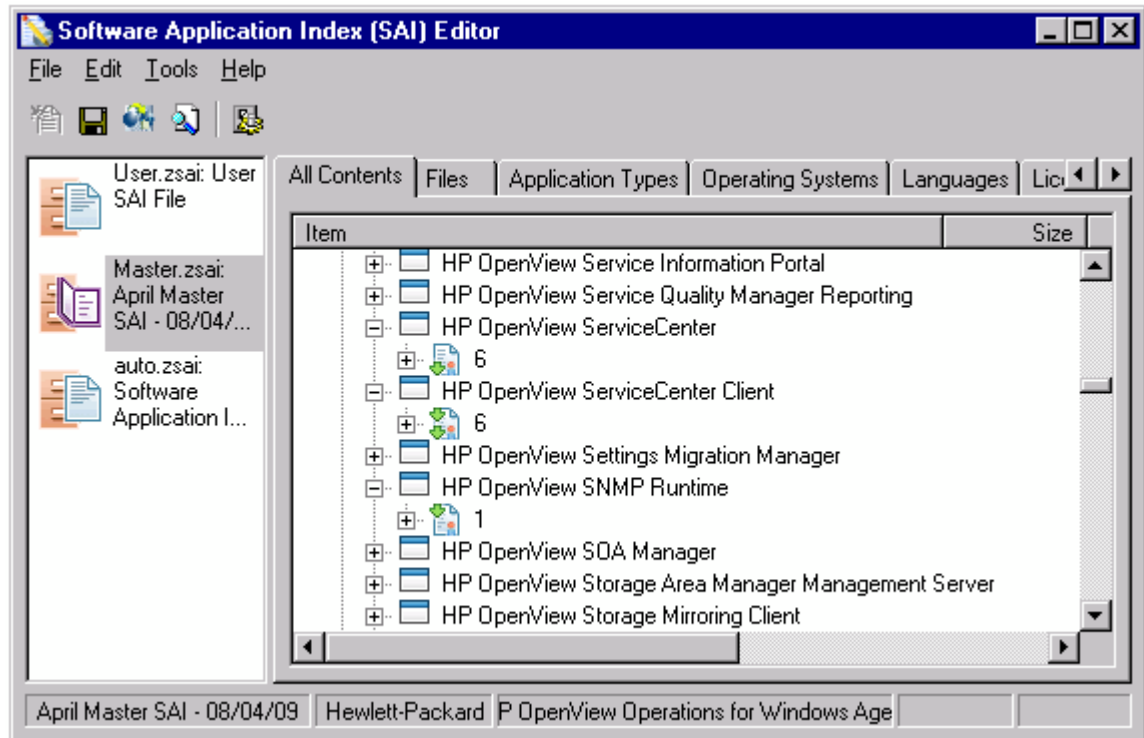 Software Application Index (SAI) Editor
File Edit Tools Help
User.zsai: User
SAI File
Master.zsai:
April Master
SAI - 08/04/...
auto.zsai:
Software
Application I...
All Contents Files Application Types Operating Systems Languages Lic
Item Size
HP OpenView Service Information Portal
HP OpenView Service Quality Manager Reporting
HP OpenView ServiceCenter
6
HP OpenView ServiceCenter Client
6
HP OpenView Settings Migration Manager
HP OpenView SNMP Runtime
1
HP OpenView SOA Manager
HP OpenView Storage Area Manager Management Server
HP OpenView Storage Mirroring Client
April Master SAI - 08/04/09 Hewlett-Packard P OpenView Operations for Windows Age